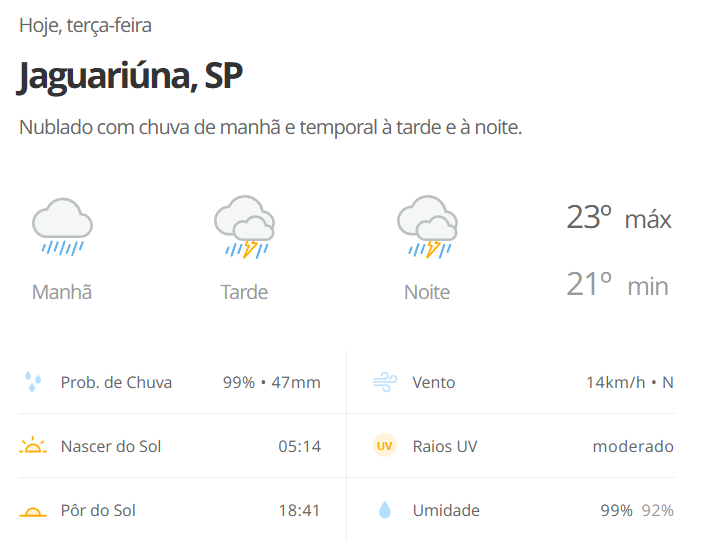 Hoje, terça-feira
Jaguariúna, SP
Nublado com chuva de manhã e temporal à tarde e à noite.
23º máx
21º min
Manhã Tarde Noite
Prob. de Chuva 99% • 47mm Vento 14km/h • N
Nascer do Sol 05:14 UV Raios UV moderado
Pôr do Sol 18:41 Umidade 99% 92%